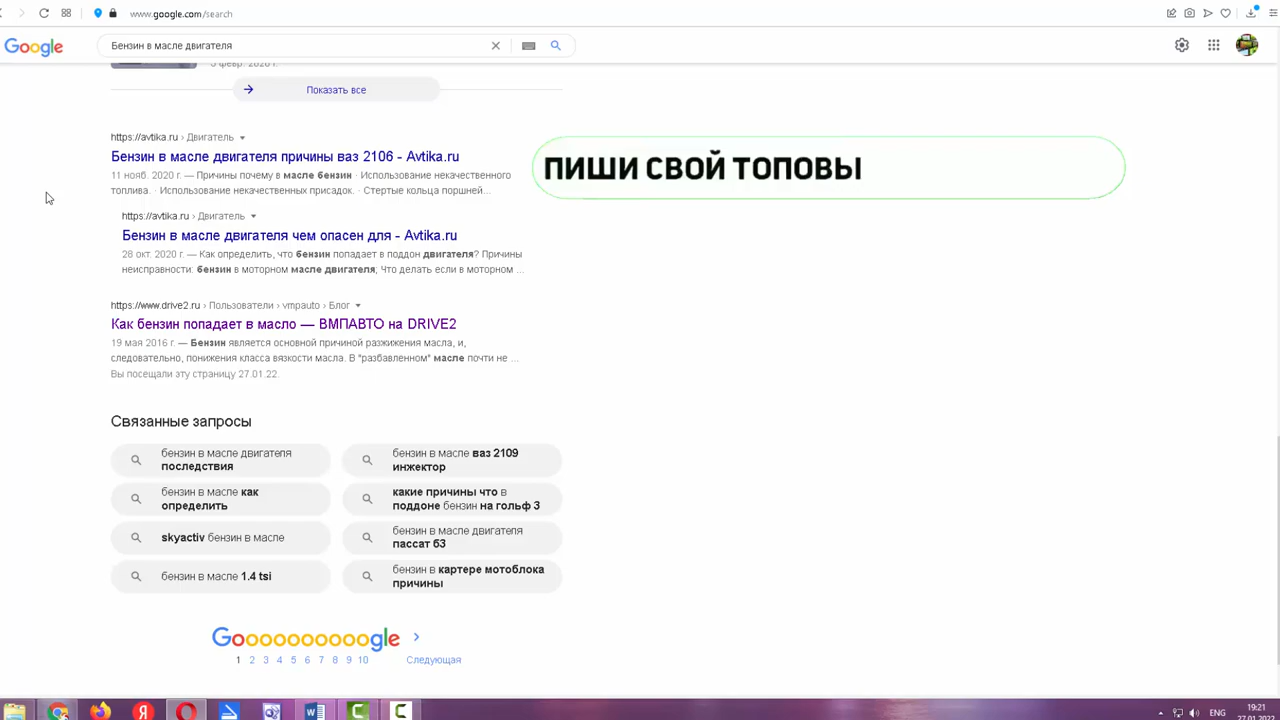 www.google.com/search
Google
Бензин в масле двигателя
Показать все
https://avtika.ru › Двигатель
Бензин в масле двигателя причины ваз 2106 - Avtika.ru
11 нояб. 2020 г. — Причины почему в масле бензин · Использование некачественного
топлива. · Использование некачественных присадок. · Стертые кольца поршней...
ПИШИ СВОЙ ТОПОВЫ
https://avtika.ru › Двигатель
Бензин в масле двигателя чем опасен для - Avtika.ru
28 окт. 2020 г. — Как определить, что бензин попадает в поддон двигателя? Причины
неисправности: бензин в моторном масле двигателя; Что делать если в моторном ...
https://www.drive2.ru › Пользователи › vmpauto › Блог
Как бензин попадает в масло — ВМПАВТО на DRIVE2
19 мая 2016 г. — Бензин является основной причиной разжижения масла, и,
следовательно, понижения класса вязкости масла. В "разбавленном" масле почти не ...
Вы посещали эту страницу 27.01.22.
Связанные запросы
бензин в масле двигателя
последствия
бензин в масле ваз 2109
инжектор
бензин в масле как
определить
какие причины что в
поддоне бензин на гольф 3
skyactiv бензин в масле
бензин в масле двигателя
пассат б3
бензин в масле 1.4 tsi
бензин в картере мотоблока
причины
Goooooooooogle
1 2 3 4 5 6 7 8 9 10 Следующая
ENG
19:21
27.01.2022